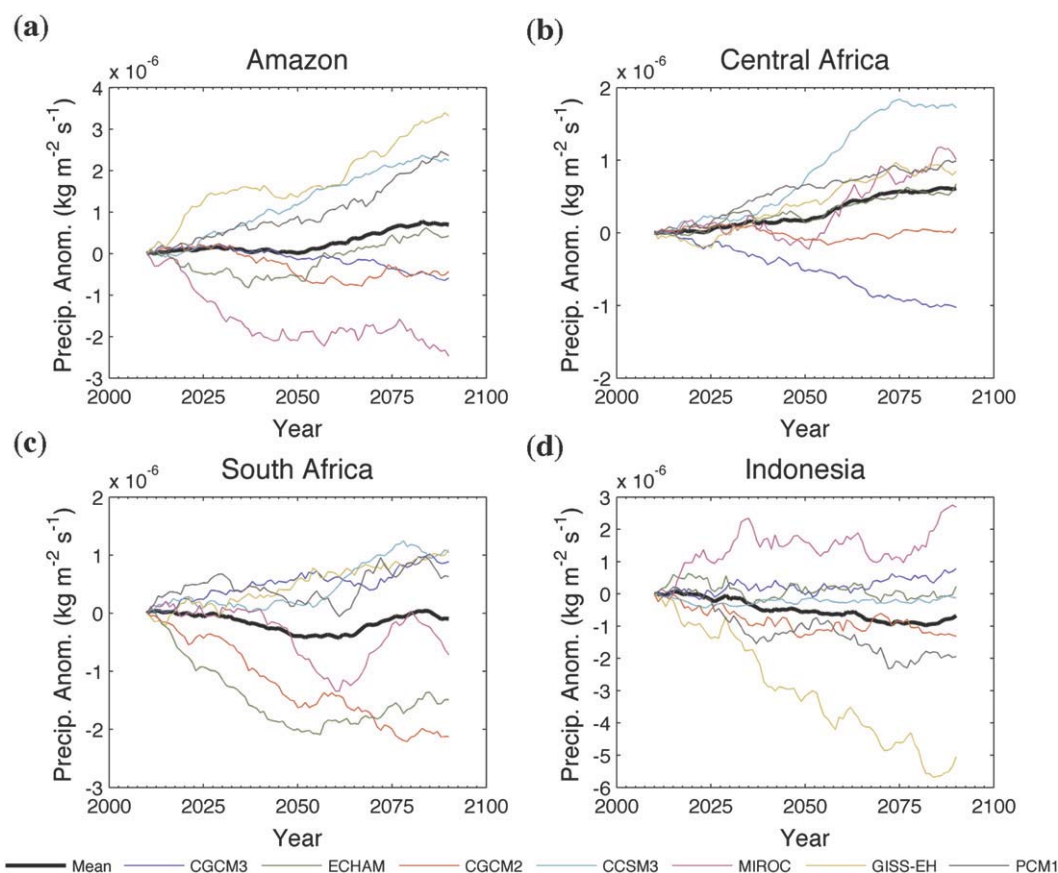 (a)
x 10-6
Amazon
Precip. Anom. (kg m-2 s-1)
4
3
2
1
0
-1
-2
-3
2000 2025 2050 2075 2100
Year
(b)
x 10-6
Central Africa
Precip. Anom. (kg m-2 s-1)
2
1
0
-1
-2
2000 2025 2050 2075 2100
Year
(c)
x 10-6
South Africa
Precip. Anom. (kg m-2 s-1)
2
1
0
-1
-2
-3
2000 2025 2050 2075 2100
Year
(d)
x 10-6
Indonesia
Precip. Anom. (kg m-2 s-1)
3
2
1
0
-1
-2
-3
-4
-5
-6
2000 2025 2050 2075 2100
Year
Mean CGCM3 ECHAM CGCM2 CCSM3 MIROC GISS-EH PCM1